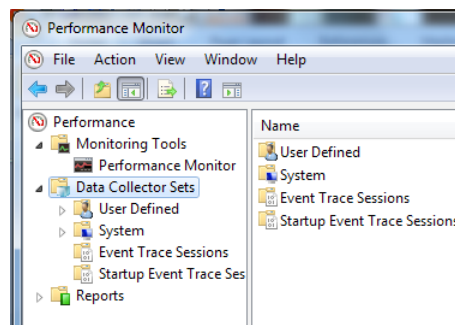 Performance Monitor
File Action View Window Help
Performance
Monitoring Tools
Performance Monitor
Data Collector Sets
User Defined
System
Event Trace Sessions
Startup Event Trace Ses
Reports
Name
User Defined
System
Event Trace Sessions
Startup Event Trace Sessions